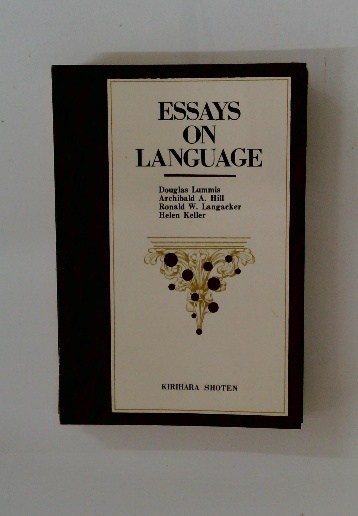 ESSAYS
ON
LANGUAGE
Douglas Lummis
Archibald A. Hill
Ronald W. Langacker
Helen Keller
KIRIHARA SHOTEN